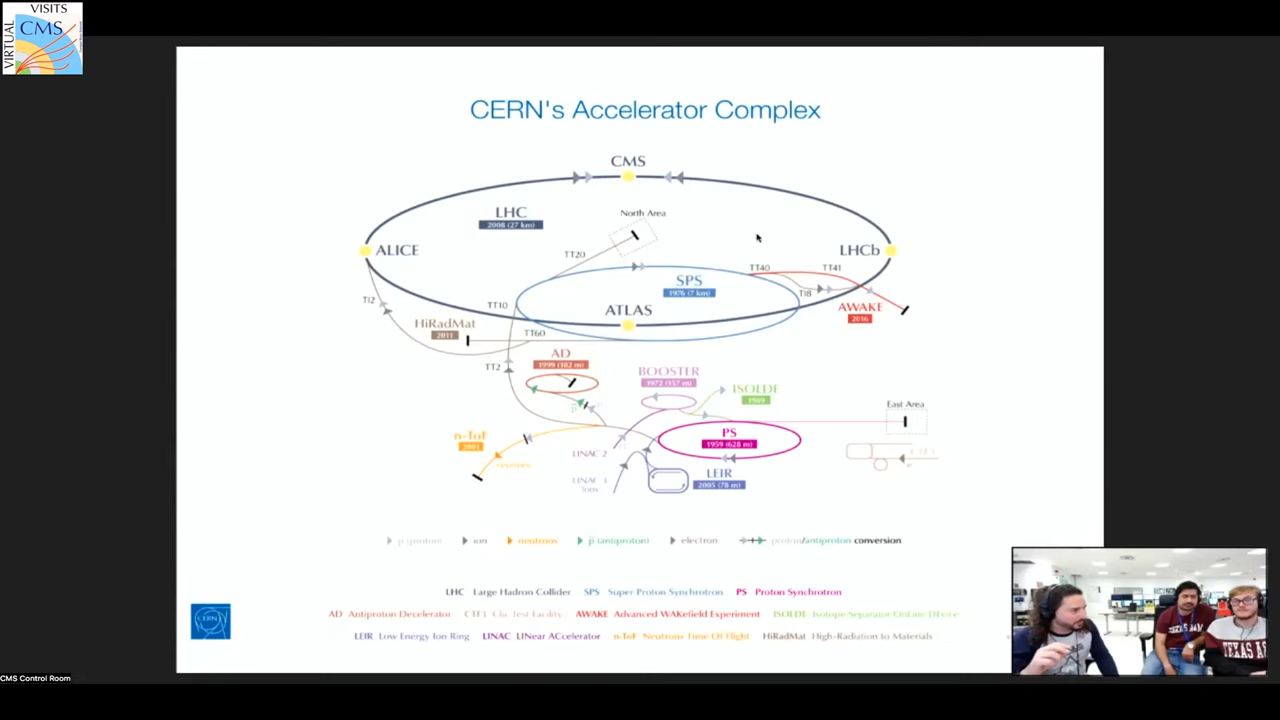 VISITS
VIRTUAL
CMS
CERN's Accelerator Complex
CMS
LHC
2008 (27 km)
North Area
ALICE
LHCb
TT20
TT40
TT41
SPS
1976 (7 km)
TI2
TT10
TI8
ATLAS
AWAKE
2016
HiRadMat
2011
TT60
AD
1999 (182 m)
TT2
BOOSTER
1972 (157 m)
ISOLDE
1989
East Area
p
n-ToF
2001
PS
1959 (628 m)
neutrons
LINAC 2
LEIR
2005 (78 m)
LINAC 3
Ions
p (proton)
ion
neutrons
p̄ (antiproton)
electron
proton/antiproton conversion
LHC Large Hadron Collider SPS Super Proton Synchrotron PS Proton Synchrotron
AD Antiproton Decelerator CTF3 Clic Test Facility AWAKE Advanced WAKefield Experiment ISOLDE Isotope Separator OnLine DEvice
LEIR Low Energy Ion Ring LINAC LINear ACcelerator n-ToF Neutrons Time Of Flight HiRadMat High-Radiation to Materials
CERN
TEXAS A
CMS Control Room